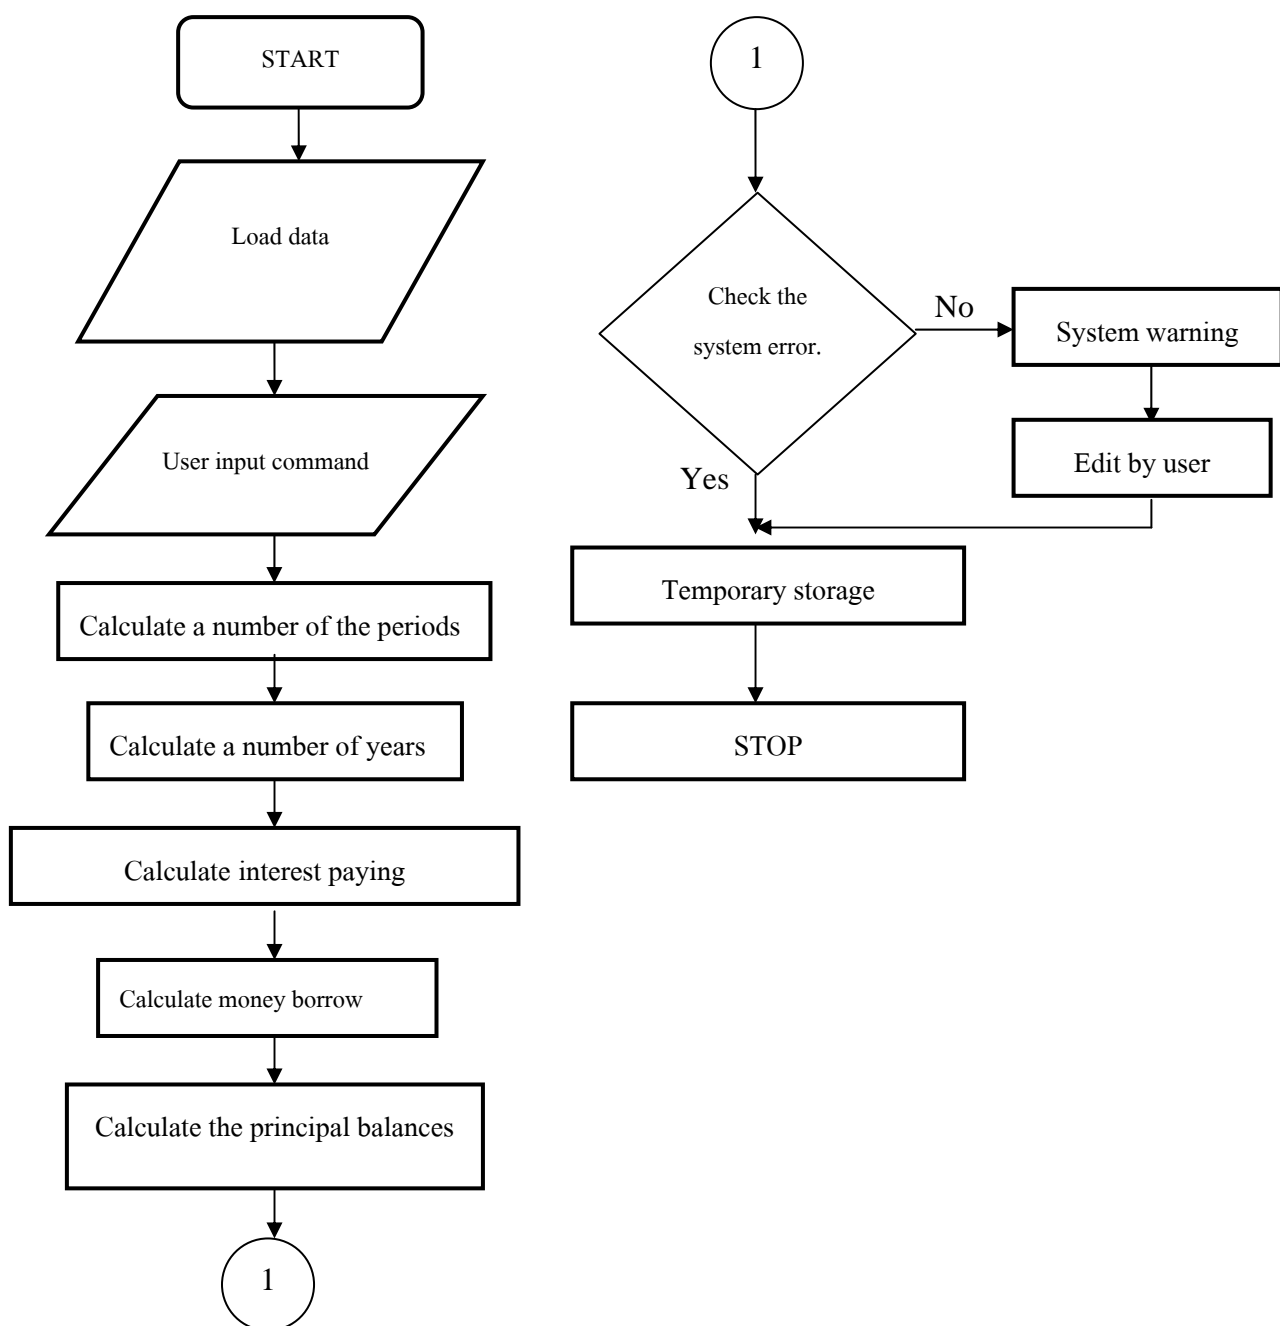 START
Load data
User input command
Calculate a number of the periods
Calculate a number of years
Calculate interest paying
Calculate money borrow
Calculate the principal balances
1
1
Check the
system error.
No
System warning
Edit by user
Yes
Temporary storage
STOP